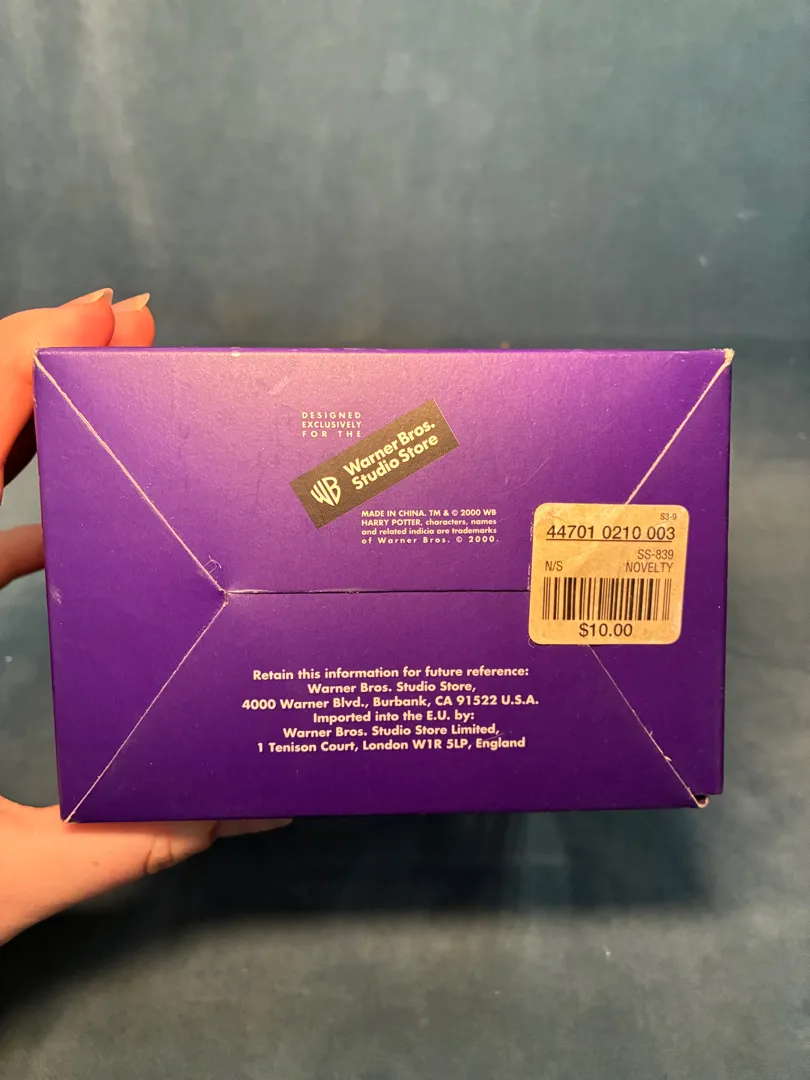 DESIGNED
EXCLUSIVELY
FOR THE
WB Warner Bros.
Studio Store
MADE IN CHINA. TM & © 2000 WB
HARRY POTTER, characters, names
and related indicia are trademarks
of Warner Bros. © 2000.
S3-9
44701 0210 003
SS-839
N/S NOVELTY
$10.00
Retain this information for future reference:
Warner Bros. Studio Store,
4000 Warner Blvd., Burbank, CA 91522 U.S.A.
Imported into the E.U. by:
Warner Bros. Studio Store Limited,
1 Tenison Court, London W1R 5LP, England